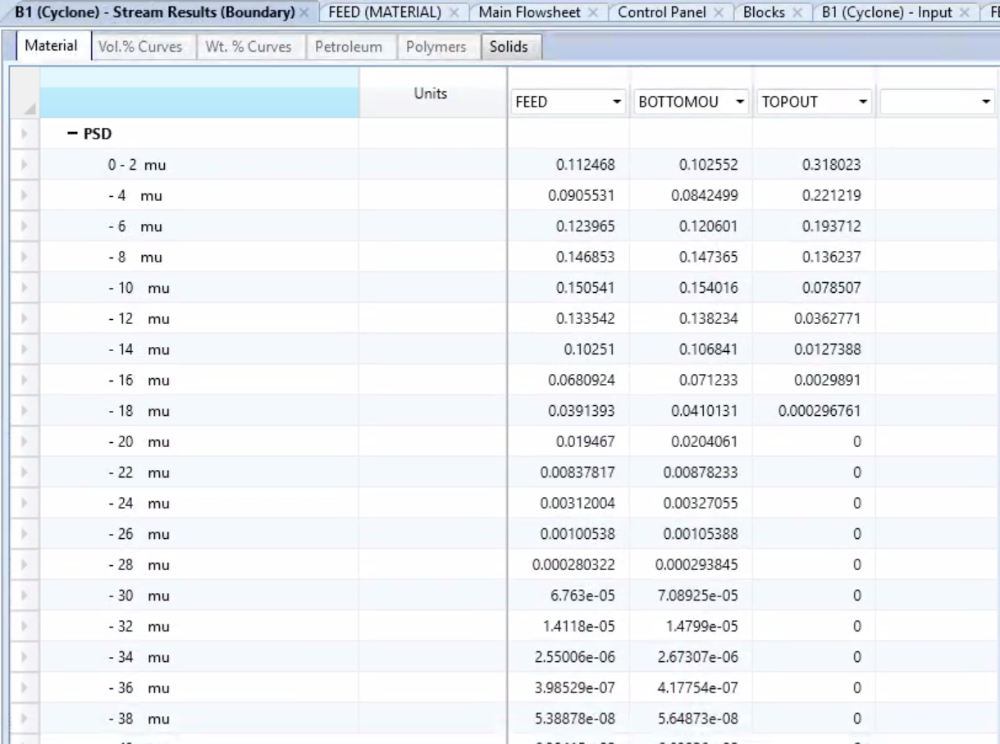 B1 (Cyclone) - Stream Results (Boundary) FEED (MATERIAL) Main Flowsheet Control Panel Blocks B1 (Cyclone) - Input
Material Vol.% Curves Wt. % Curves Petroleum Polymers Solids
Units FEED BOTTOMOU TOPOUT
− PSD
0 - 2 mu 0.112468 0.102552 0.318023
- 4 mu 0.0905531 0.0842499 0.221219
- 6 mu 0.123965 0.120601 0.193712
- 8 mu 0.146853 0.147365 0.136237
- 10 mu 0.150541 0.154016 0.078507
- 12 mu 0.133542 0.138234 0.0362771
- 14 mu 0.10251 0.106841 0.0127388
- 16 mu 0.0680924 0.071233 0.0029891
- 18 mu 0.0391393 0.0410131 0.000296761
- 20 mu 0.019467 0.0204061 0
- 22 mu 0.00837817 0.00878233 0
- 24 mu 0.00312004 0.00327055 0
- 26 mu 0.00100538 0.00105388 0
- 28 mu 0.000280322 0.000293845 0
- 30 mu 6.763e-05 7.08925e-05 0
- 32 mu 1.4118e-05 1.4799e-05 0
- 34 mu 2.55006e-06 2.67307e-06 0
- 36 mu 3.98529e-07 4.17754e-07 0
- 38 mu 5.38878e-08 5.64873e-08 0